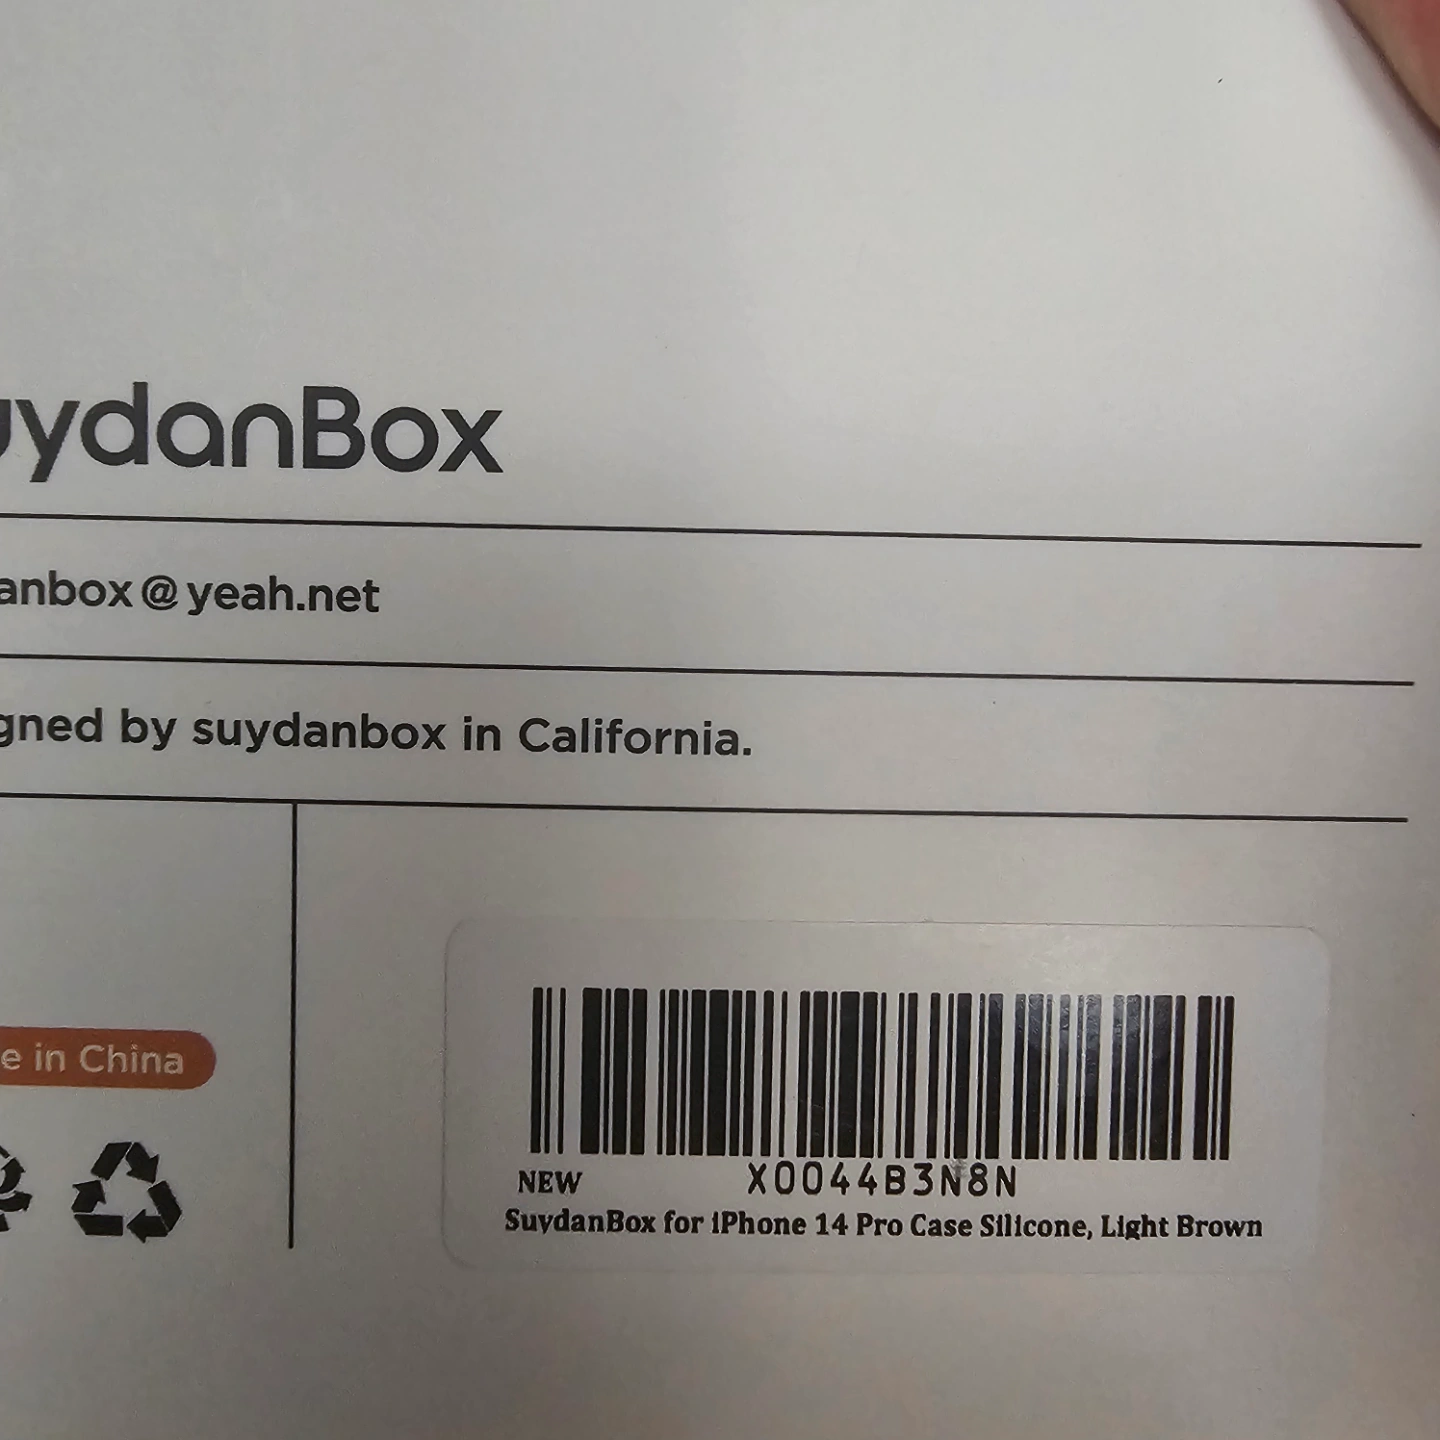 uydanBox
anbox@yeah.net
gned by suydanbox in California.
e in China
NEW
X0044B3N8N
SuydanBox for iPhone 14 Pro Case Silicone, Light Brown